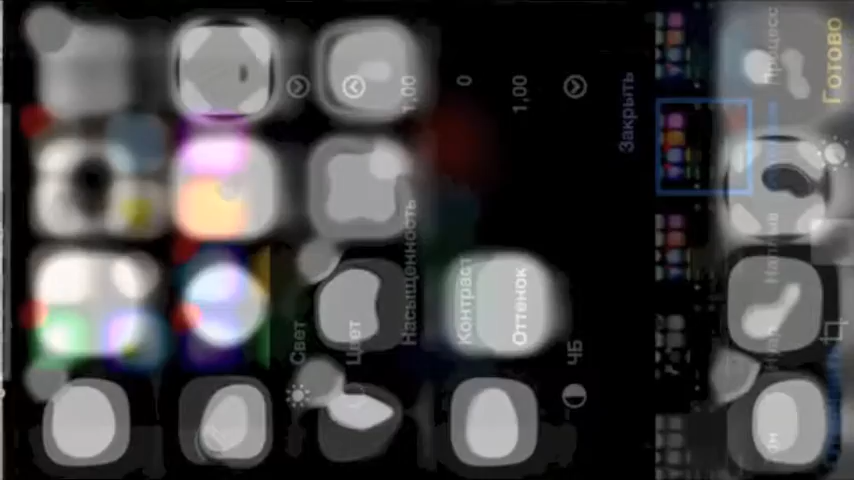 Готово
Процесс
Закрыть
Свет
Цвет
Насыщенность 1,00
Контраст 0
Оттенок 1,00
ЧБ